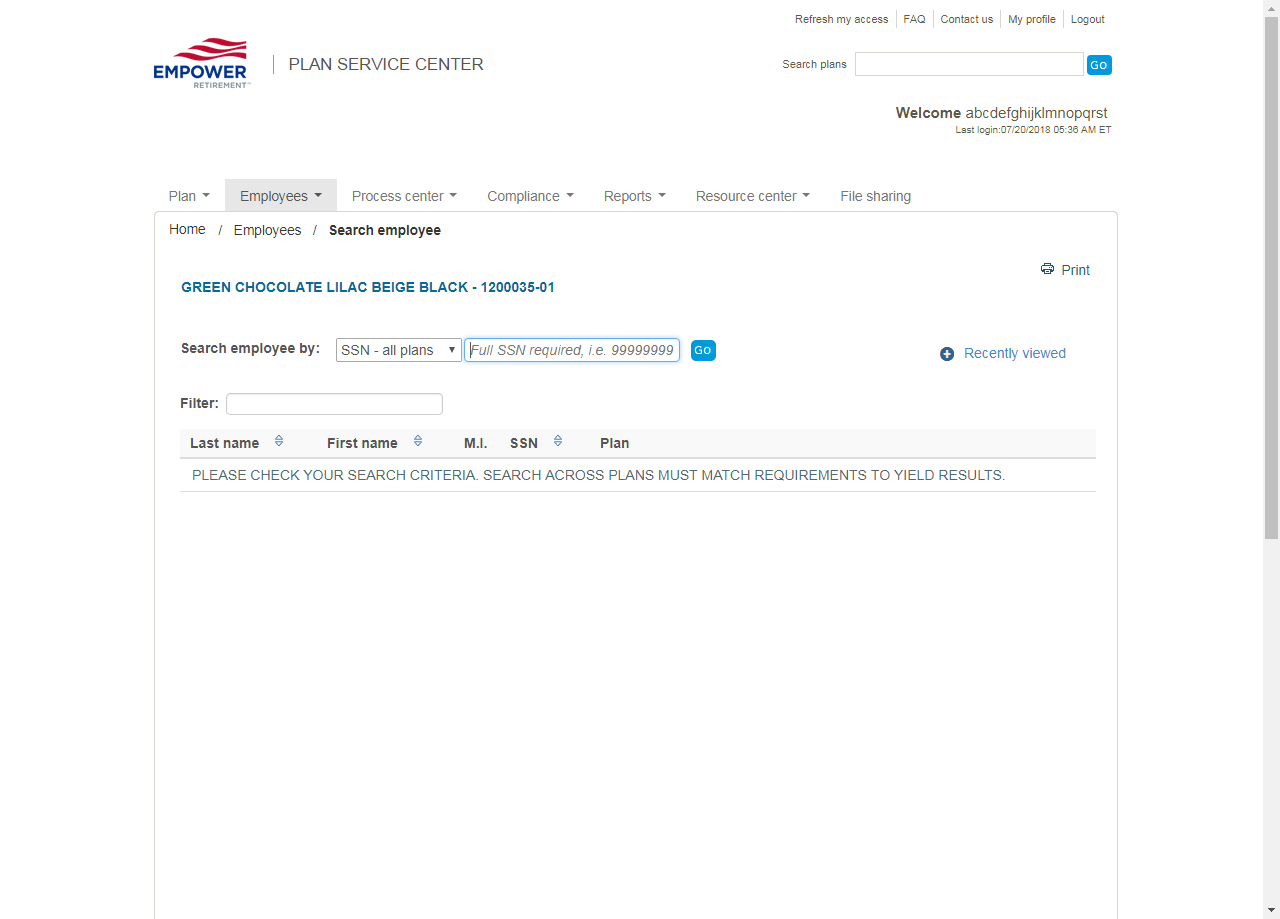 Refresh my access FAQ Contact us My profile Logout
EMPOWER
RETIREMENT™
PLAN SERVICE CENTER
Search plans GO
Welcome abcdefghijklmnopqrst
Last login:07/20/2018 05:36 AM ET
Plan Employees Process center Compliance Reports Resource center File sharing
Home / Employees / Search employee
Print
GREEN CHOCOLATE LILAC BEIGE BLACK - 1200035-01
Search employee by: SSN - all plans Full SSN required, i.e. 99999999 GO Recently viewed
Filter:
Last name First name M.I. SSN Plan
PLEASE CHECK YOUR SEARCH CRITERIA. SEARCH ACROSS PLANS MUST MATCH REQUIREMENTS TO YIELD RESULTS.